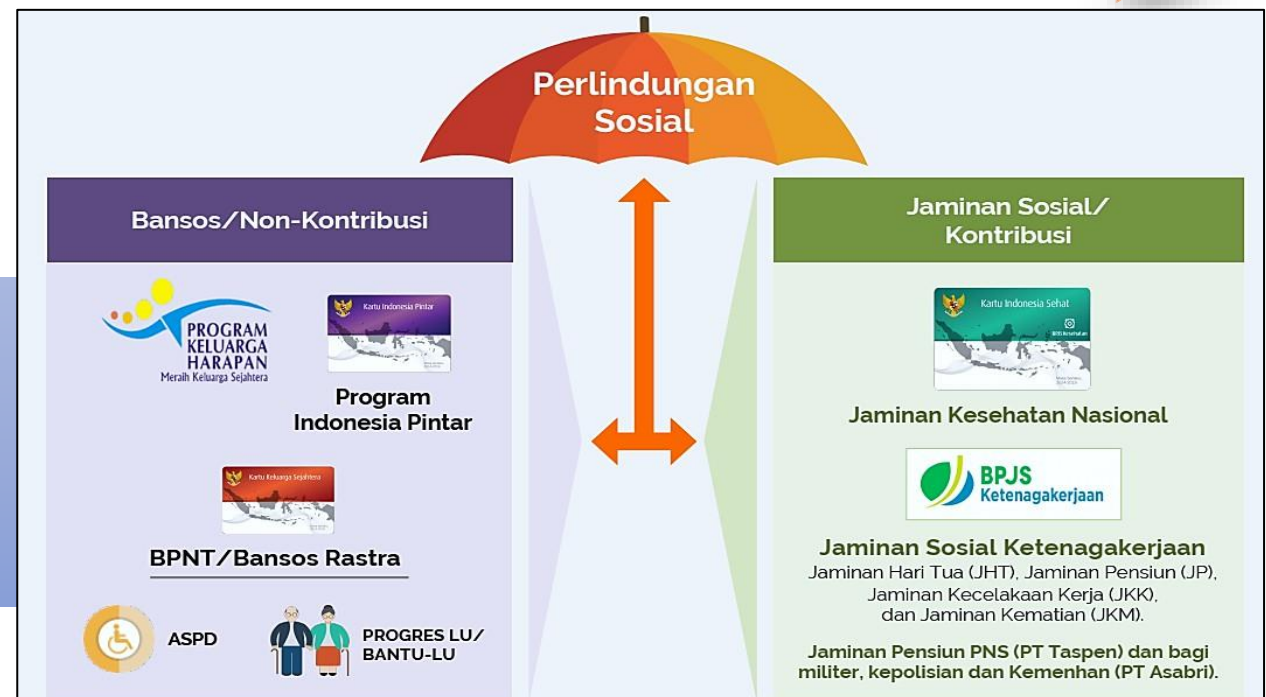 Perlindungan
Sosial
Bansos/Non-Kontribusi
PROGRAM
KELUARGA
HARAPAN
Meraih Keluarga Sejahtera
Kartu Indonesia Pintar
Program
Indonesia Pintar
Kartu Keluarga Sejahtera
BPNT/Bansos Rastra
ASPD
PROGRES LU/
BANTU-LU
Jaminan Sosial/
Kontribusi
Kartu Indonesia Sehat
BPJS Kesehatan
Jaminan Kesehatan Nasional
BPJS
Ketenagakerjaan
Jaminan Sosial Ketenagakerjaan
Jaminan Hari Tua (JHT), Jaminan Pensiun (JP),
Jaminan Kecelakaan Kerja (JKK),
dan Jaminan Kematian (JKM).
Jaminan Pensiun PNS (PT Taspen) dan bagi
militer, kepolisian dan Kemenhan (PT Asabri).